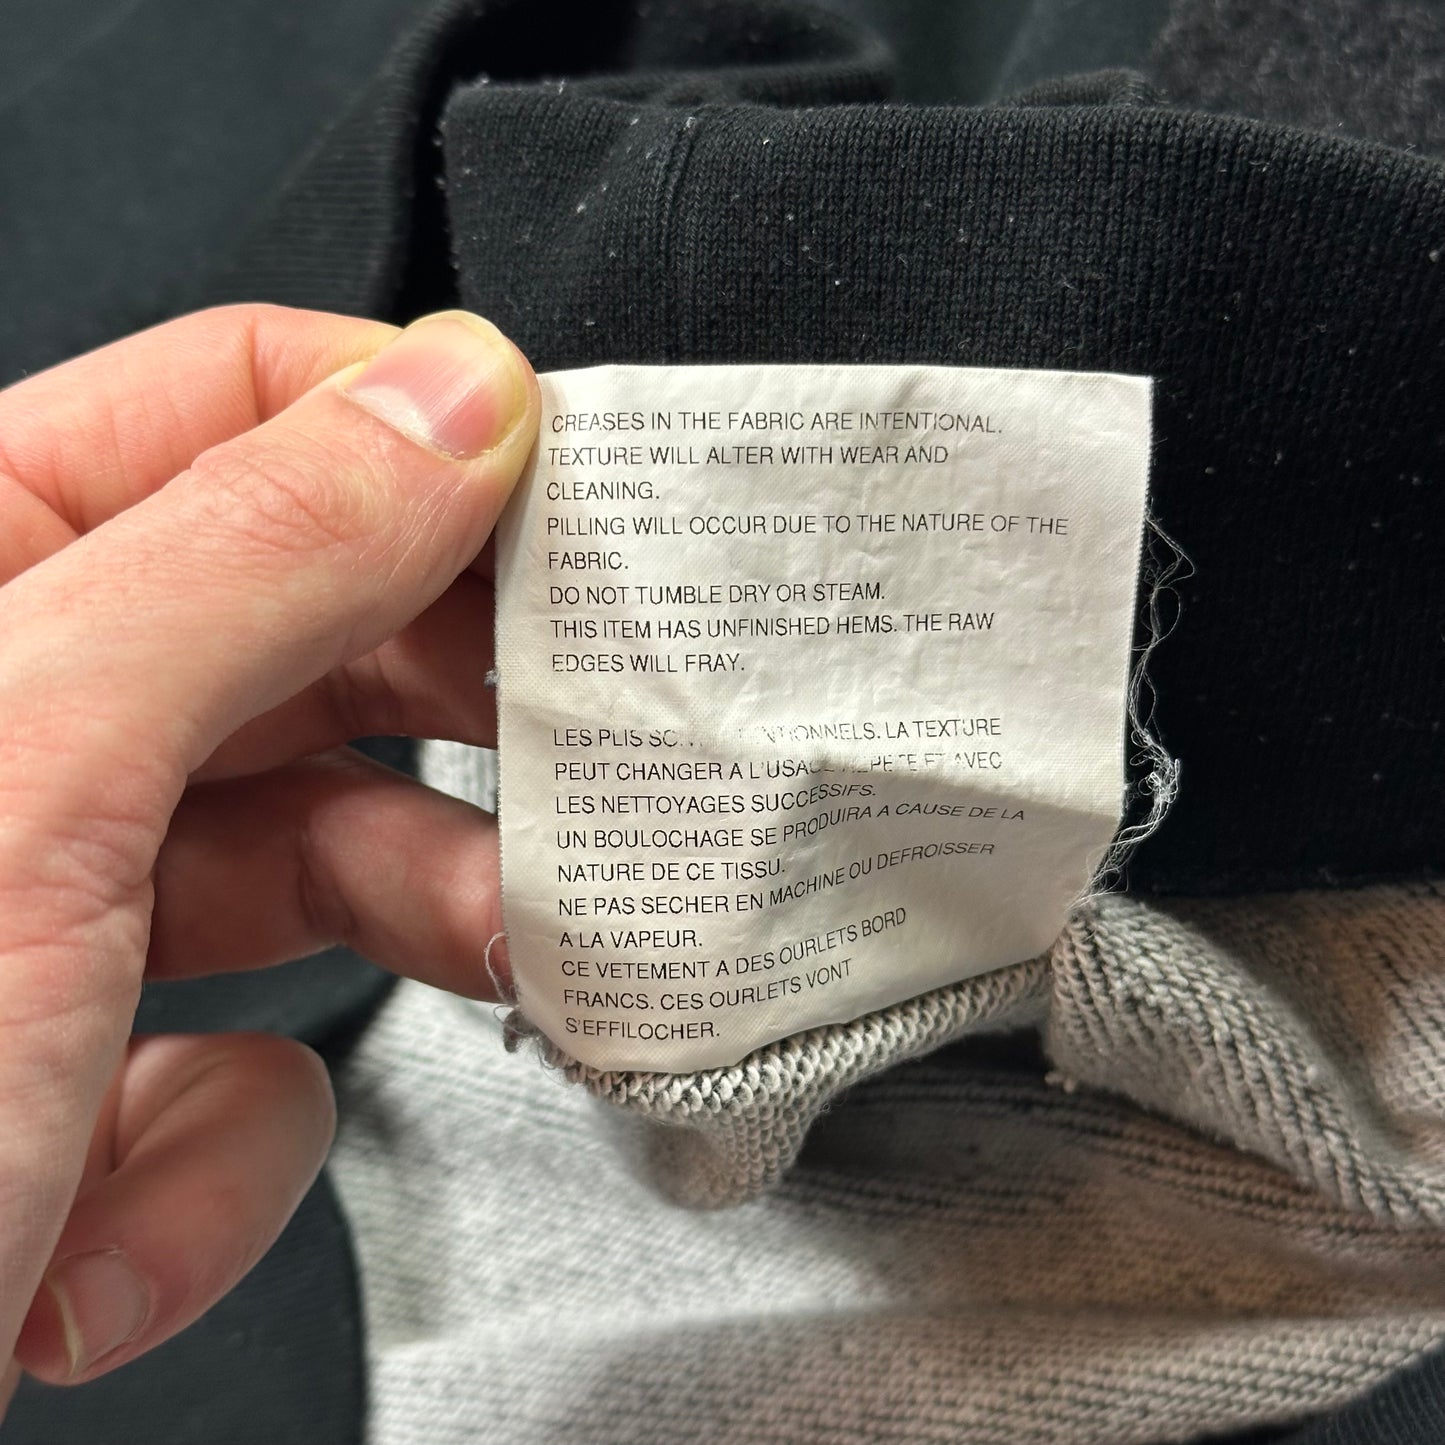 CREASES IN THE FABRIC ARE INTENTIONAL.
TEXTURE WILL ALTER WITH WEAR AND
CLEANING.
PILLING WILL OCCUR DUE TO THE NATURE OF THE
FABRIC.
DO NOT TUMBLE DRY OR STEAM.
THIS ITEM HAS UNFINISHED HEMS. THE RAW
EDGES WILL FRAY.
LES PLIS LA TEXTURE
PEUT CHANGER A L'USAGE REPETE ET AVEC
LES NETTOYAGES SUCCESSIFS.
UN BOULOCHAGE SE PRODUIRA A CAUSE DE LA
NATURE DE CE TISSU.
NE PAS SECHER EN MACHINE OU DEFROISSER
A LA VAPEUR.
CE VETEMENT A DES OURLETS BORD
FRANCS. CES OURLETS VONT
S'EFFILOCHER.